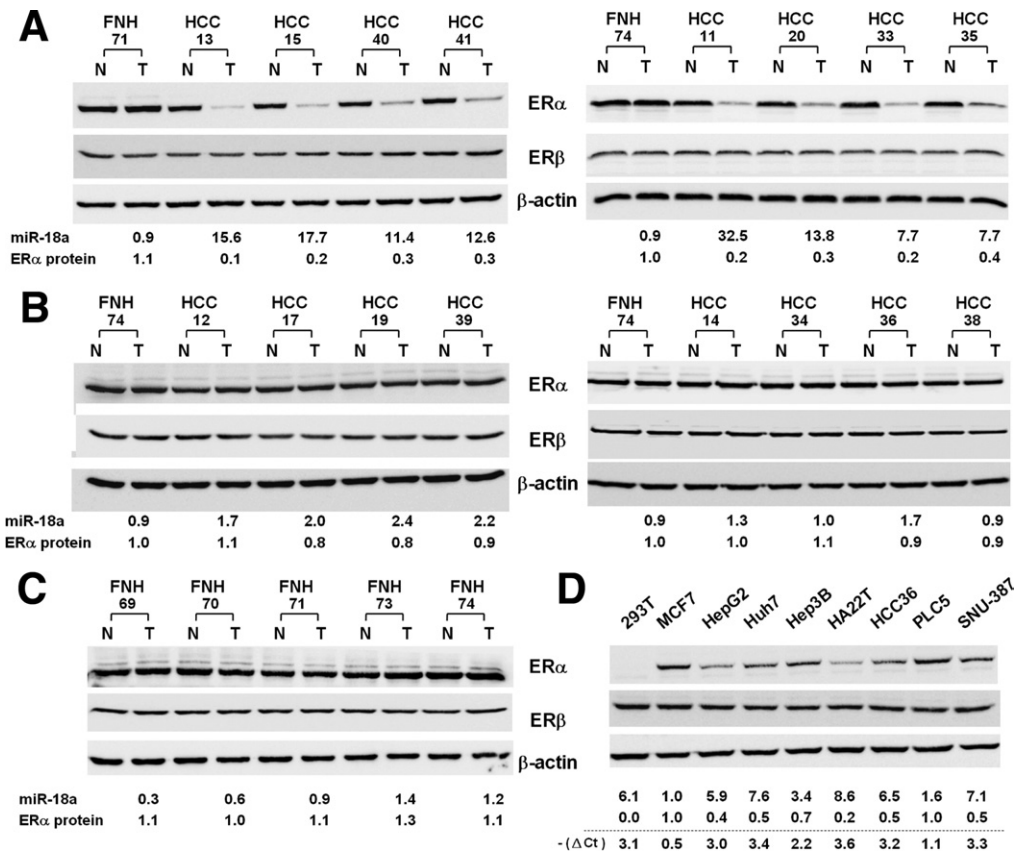 A
FNH HCC HCC HCC HCC
71 13 15 40 41
N T N T N T N T N T
FNH HCC HCC HCC HCC
74 11 20 33 35
N T N T N T N T N T
ERα
ERβ
β-actin
miR-18a 0.9 15.6 17.7 11.4 12.6
ERα protein 1.1 0.1 0.2 0.3 0.3
0.9 32.5 13.8 7.7 7.7
1.0 0.2 0.3 0.2 0.4
B
FNH HCC HCC HCC HCC
74 12 17 19 39
N T N T N T N T N T
FNH HCC HCC HCC HCC
74 14 34 36 38
N T N T N T N T N T
ERα
ERβ
β-actin
miR-18a 0.9 1.7 2.0 2.4 2.2
ERα protein 1.0 1.1 0.8 0.8 0.9
0.9 1.3 1.0 1.7 0.9
1.0 1.0 1.1 0.9 0.9
C
FNH FNH FNH FNH FNH
69 70 71 73 74
N T N T N T N T N T
ERα
ERβ
β-actin
miR-18a 0.3 0.6 0.9 1.4 1.2
ERα protein 1.1 1.0 1.1 1.3 1.1
D
293T MCF7 HepG2 Huh7 Hep3B HA22T HCC36 PLC5 SNU-387
6.1 1.0 5.9 7.6 3.4 8.6 6.5 1.6 7.1
0.0 1.0 0.4 0.5 0.7 0.2 0.5 1.0 0.5
-(ΔCt) 3.1 0.5 3.0 3.4 2.2 3.6 3.2 1.1 3.3